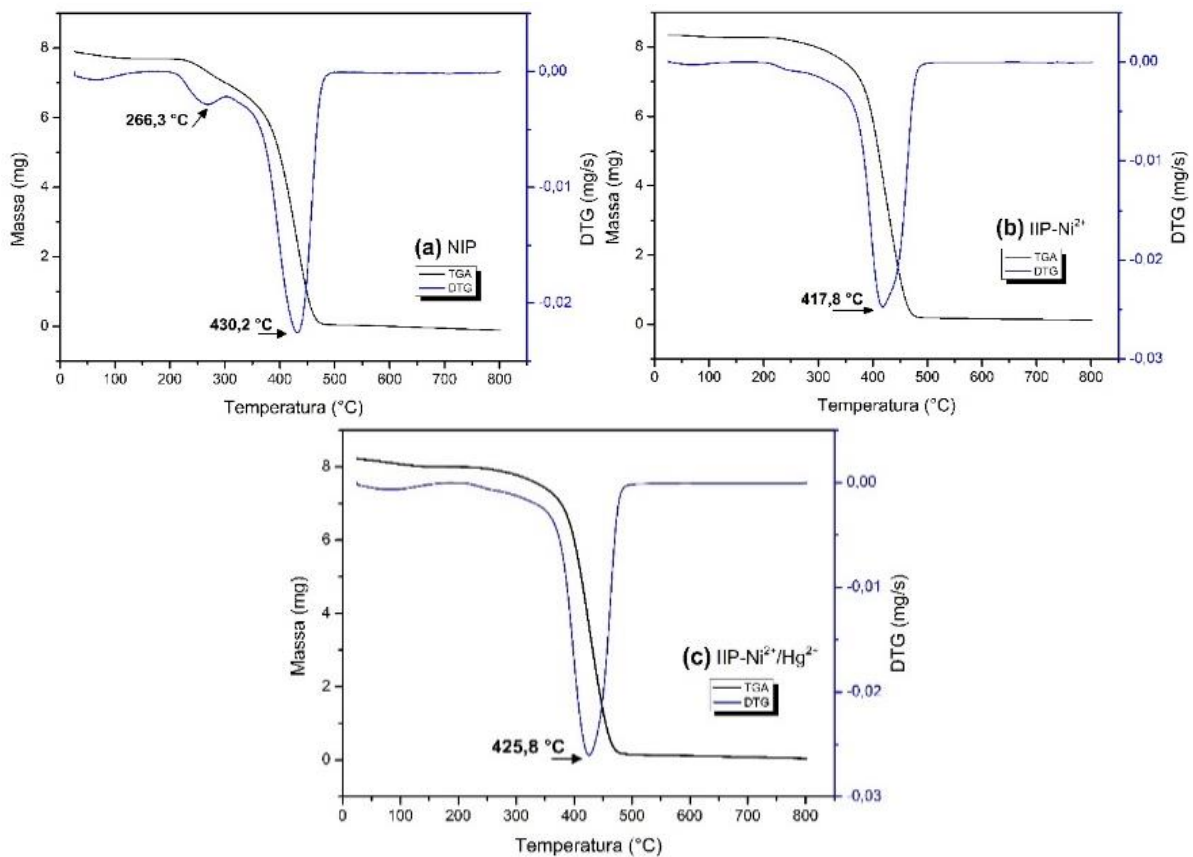 8
6
4
2
0
Massa (mg)
0,00
-0,01
-0,02
DTG (mg/s)
266,3 °C
430,2 °C
(a) NIP
TGA
DTG
0 100 200 300 400 500 600 700 800
Temperatura (°C)
8
6
4
2
0
Massa (mg)
0,00
-0,01
-0,02
-0,03
DTG (mg/s)
417,8 °C
(b) IIP-Ni²⁺
TGA
DTG
0 100 200 300 400 500 600 700 800
Temperatura (°C)
8
6
4
2
0
Massa (mg)
0,00
-0,01
-0,02
-0,03
DTG (mg/s)
425,8 °C
(c) IIP-Ni²⁺/Hg²⁺
TGA
DTG
0 100 200 300 400 500 600 700 800
Temperatura (°C)